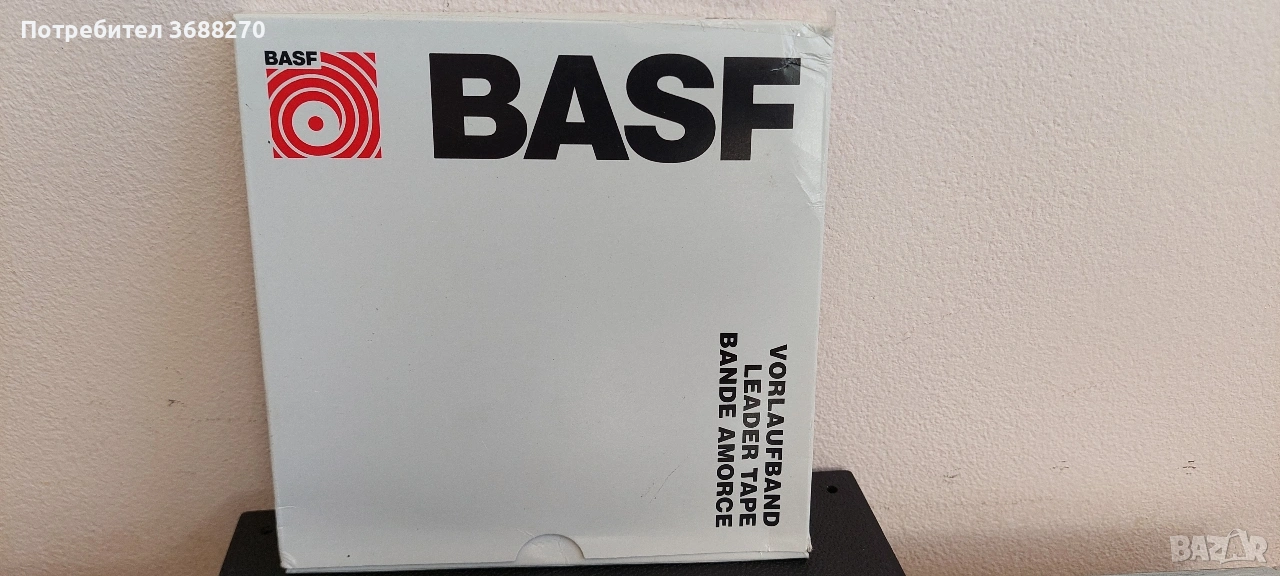 Потребител 3688270
BASF
BASF
VORLAUFBAND
LEADER TAPE
BANDE AMORCE
BAZAR